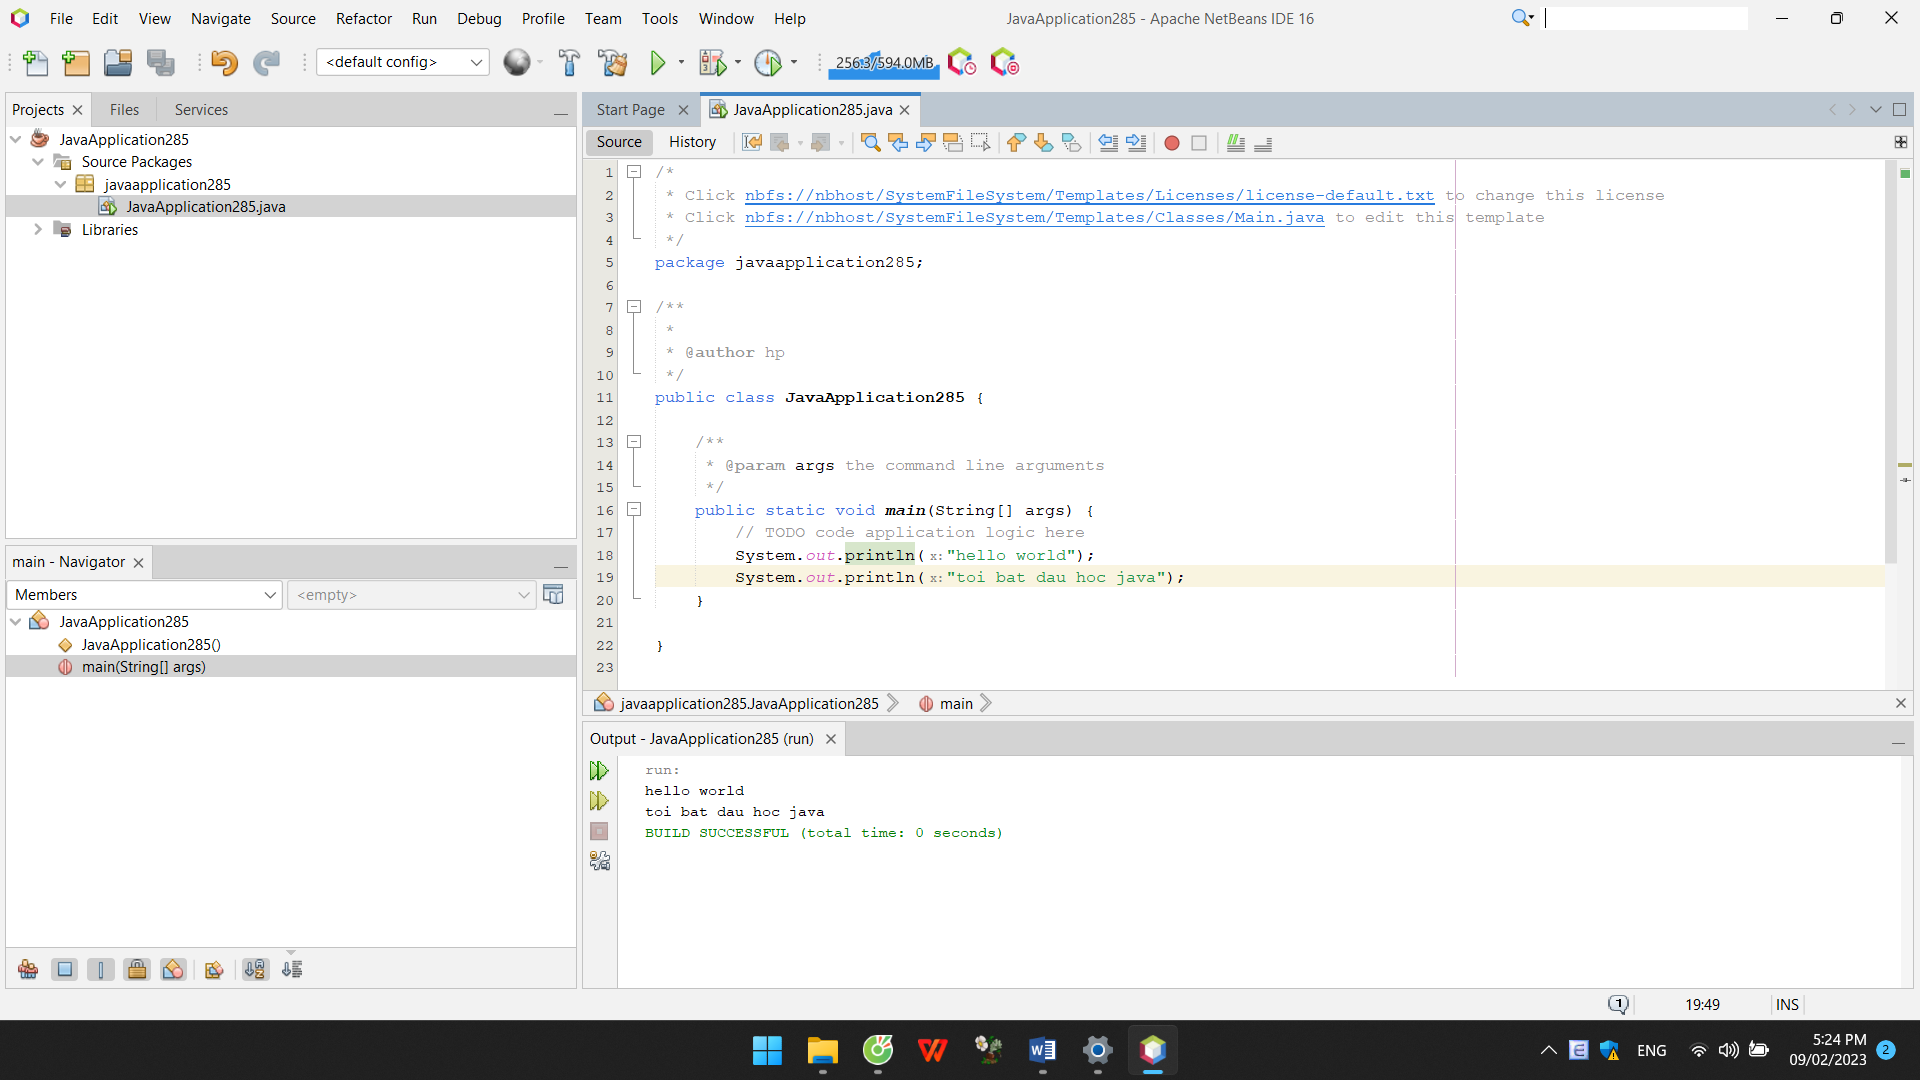 File Edit View Navigate Source Refactor Run Debug Profile Team Tools Window Help
JavaApplication285 - Apache NetBeans IDE 16
<default config>
256.3/594.0MB
Projects Files Services
JavaApplication285
Source Packages
javaapplication285
JavaApplication285.java
Libraries
main - Navigator
Members
<empty>
JavaApplication285
JavaApplication285()
main(String[] args)
Start Page JavaApplication285.java
Source History
1 /*
2 * Click nbfs://nbhost/SystemFileSystem/Templates/Licenses/license-default.txt to change this license
3 * Click nbfs://nbhost/SystemFileSystem/Templates/Classes/Main.java to edit this template
4 */
5 package javaapplication285;
6
7 /**
8 *
9 * @author hp
10 */
11 public class JavaApplication285 {
12
13 /**
14 * @param args the command line arguments
15 */
16 public static void main(String[] args) {
17 // TODO code application logic here
18 System.out.println(x:"hello world");
19 System.out.println(x:"toi bat dau hoc java");
20 }
21
22 }
23
javaapplication285.JavaApplication285 main
Output - JavaApplication285 (run)
run:
hello world
toi bat dau hoc java
BUILD SUCCESSFUL (total time: 0 seconds)
1 19:49 INS
ENG
5:24 PM
09/02/2023
2